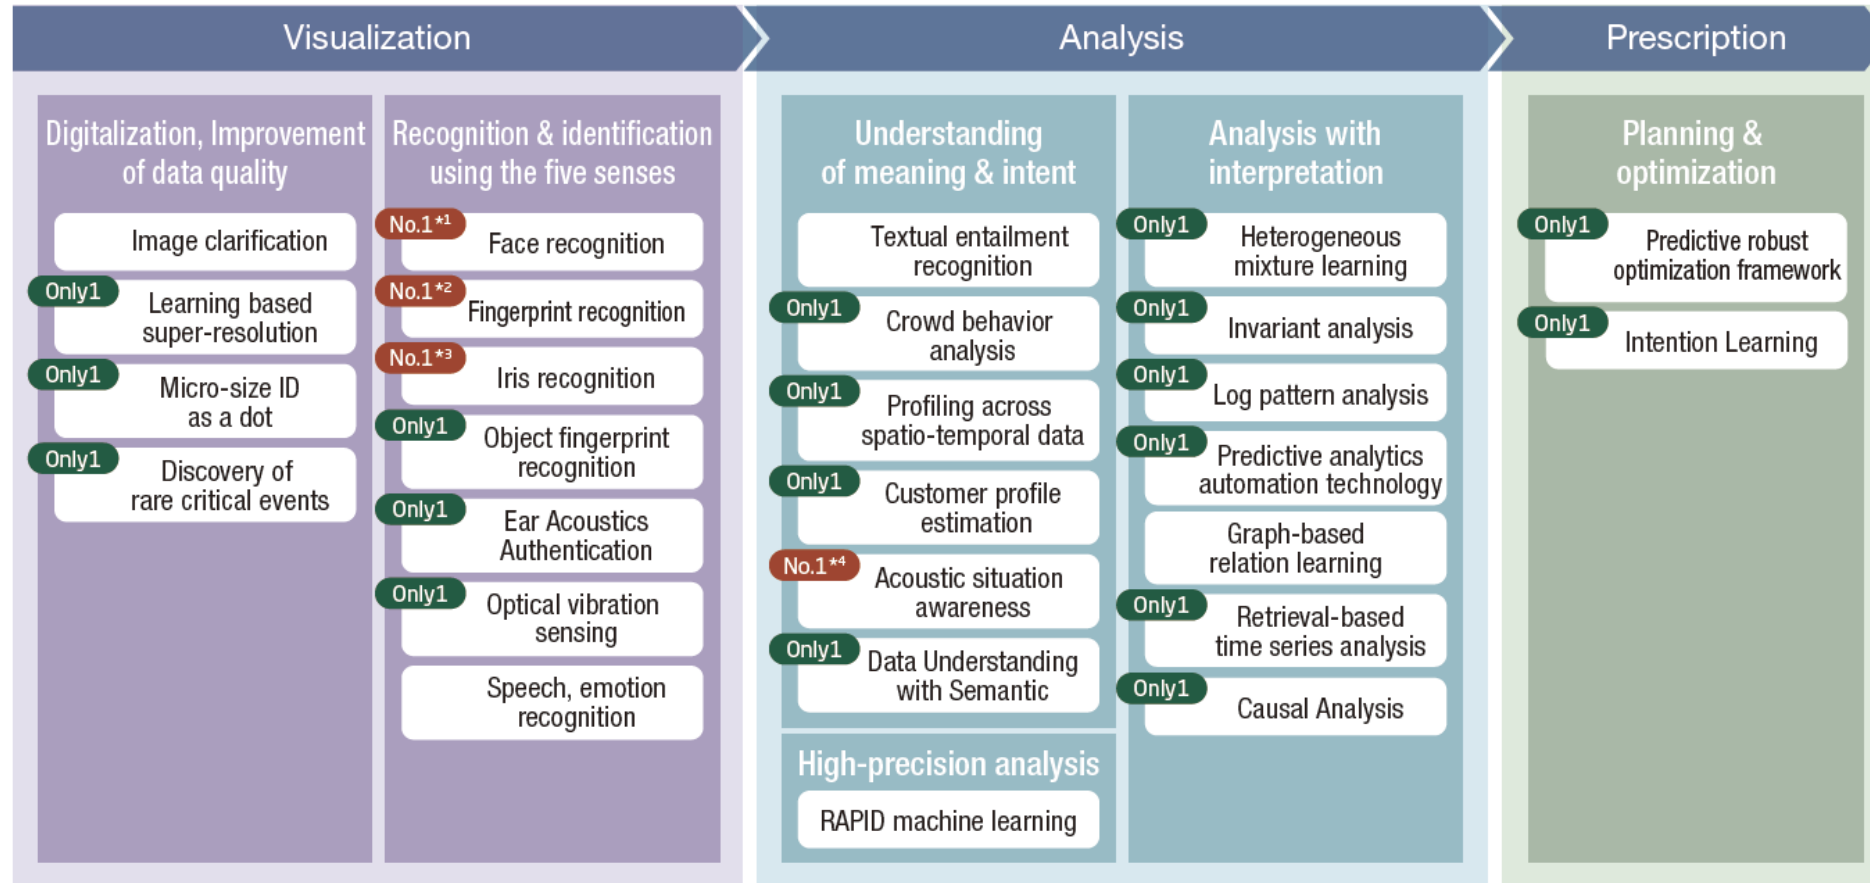 Visualization
Analysis
Prescription
Digitalization, Improvement
of data quality
Image clarification
Only1
Learning based
super-resolution
Only1
Micro-size ID
as a dot
Only1
Discovery of
rare critical events
Recognition & identification
using the five senses
No.1*1
Face recognition
No.1*2
Fingerprint recognition
No.1*3
Iris recognition
Only1
Object fingerprint
recognition
Only1
Ear Acoustics
Authentication
Only1
Optical vibration
sensing
Speech, emotion
recognition
Understanding
of meaning & intent
Textual entailment
recognition
Only1
Crowd behavior
analysis
Only1
Profiling across
spatio-temporal data
Only1
Customer profile
estimation
No.1*4
Acoustic situation
awareness
Only1
Data Understanding
with Semantic
High-precision analysis
RAPID machine learning
Analysis with
interpretation
Only1
Heterogeneous
mixture learning
Only1
Invariant analysis
Only1
Log pattern analysis
Only1
Predictive analytics
automation technology
Graph-based
relation learning
Only1
Retrieval-based
time series analysis
Only1
Causal Analysis
Planning &
optimization
Only1
Predictive robust
optimization framework
Only1
Intention Learning